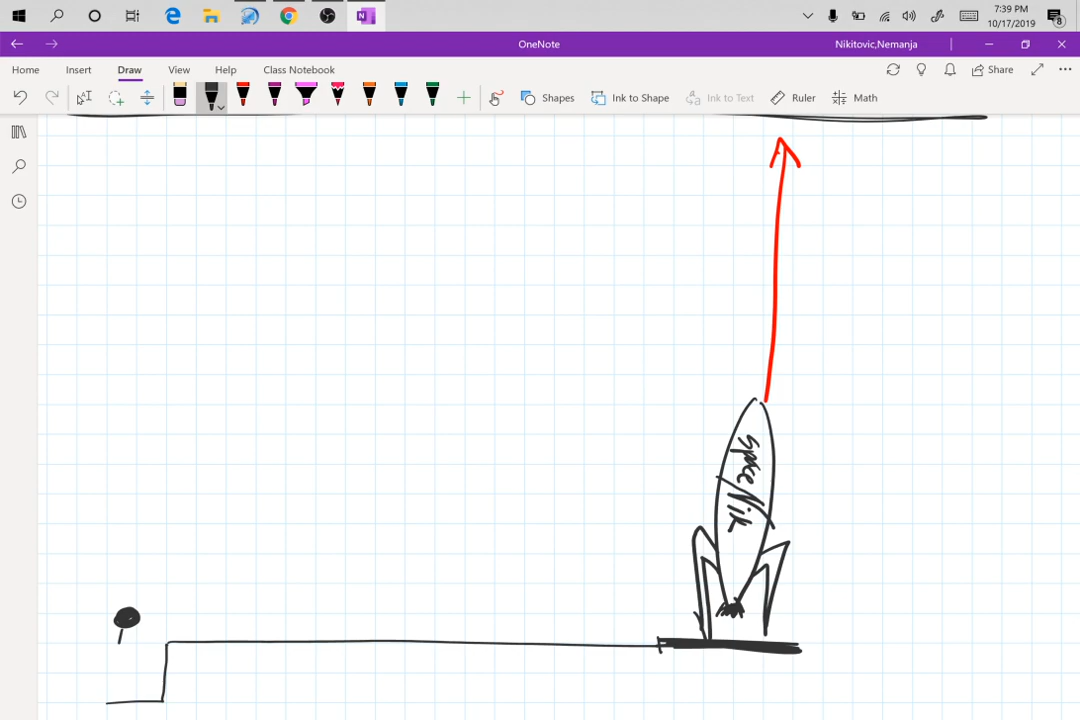 7:39 PM
10/17/2019
8
OneNote
Nikitovic,Nemanja
Home Insert Draw View Help Class Notebook
Share
Shapes Ink to Shape Ink to Text Ruler Math
Nik